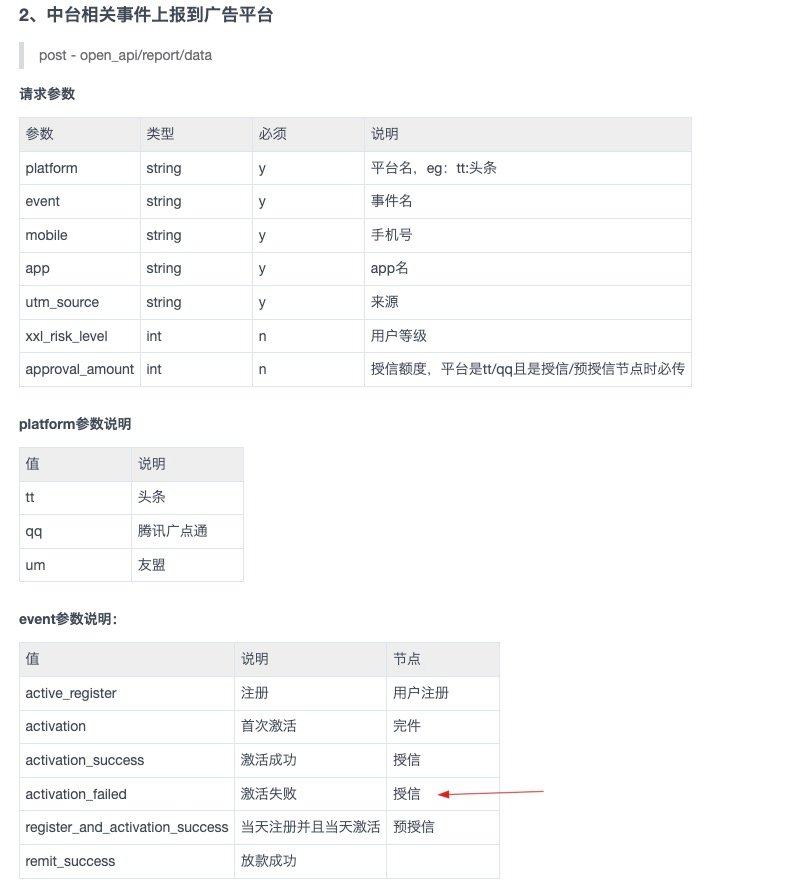 2、中台相关事件上报到广告平台
post - open_api/report/data
请求参数
参数 类型 必须 说明
platform string y 平台名，eg：tt:头条
event string y 事件名
mobile string y 手机号
app string y app名
utm_source string y 来源
xxl_risk_level int n 用户等级
approval_amount int n 授信额度，平台是tt/qq且是授信/预授信节点时必传
platform参数说明
值 说明
tt 头条
qq 腾讯广点通
um 友盟
event参数说明：
值 说明 节点
active_register 注册 用户注册
activation 首次激活 完件
activation_success 激活成功 授信
activation_failed 激活失败 授信
register_and_activation_success 当天注册并且当天激活 预授信
remit_success 放款成功